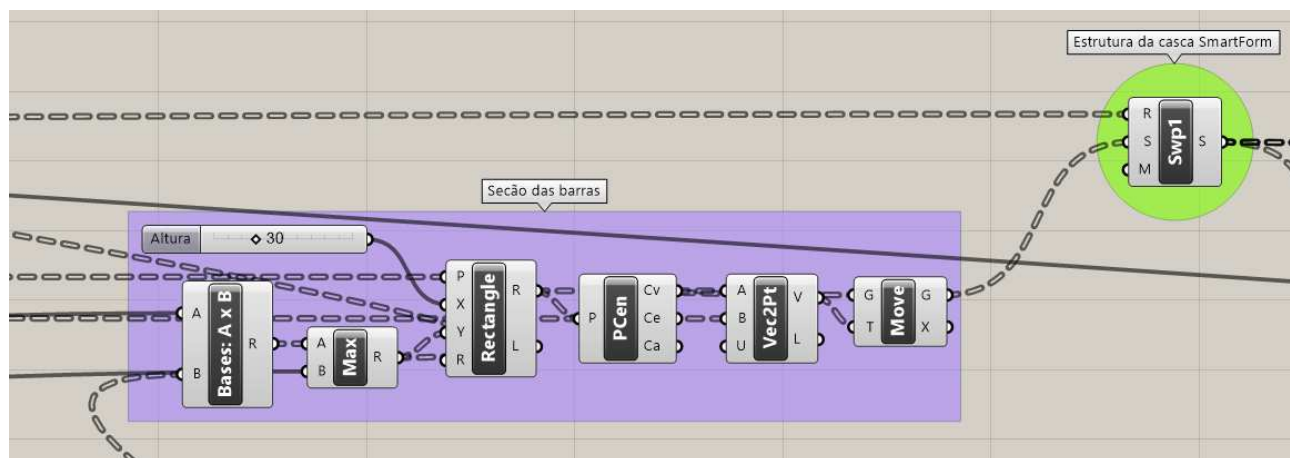 Estrutura da casca SmartForm
R
S
M
Swp1
S
Secão das barras
Altura
30
A
B
Bases: A x B
R
A
B
Max
R
P
X
Y
R
Rectangle
R
L
P
PCen
Cv
Ce
Ca
A
B
U
Vec2Pt
V
L
G
T
Move
G
X